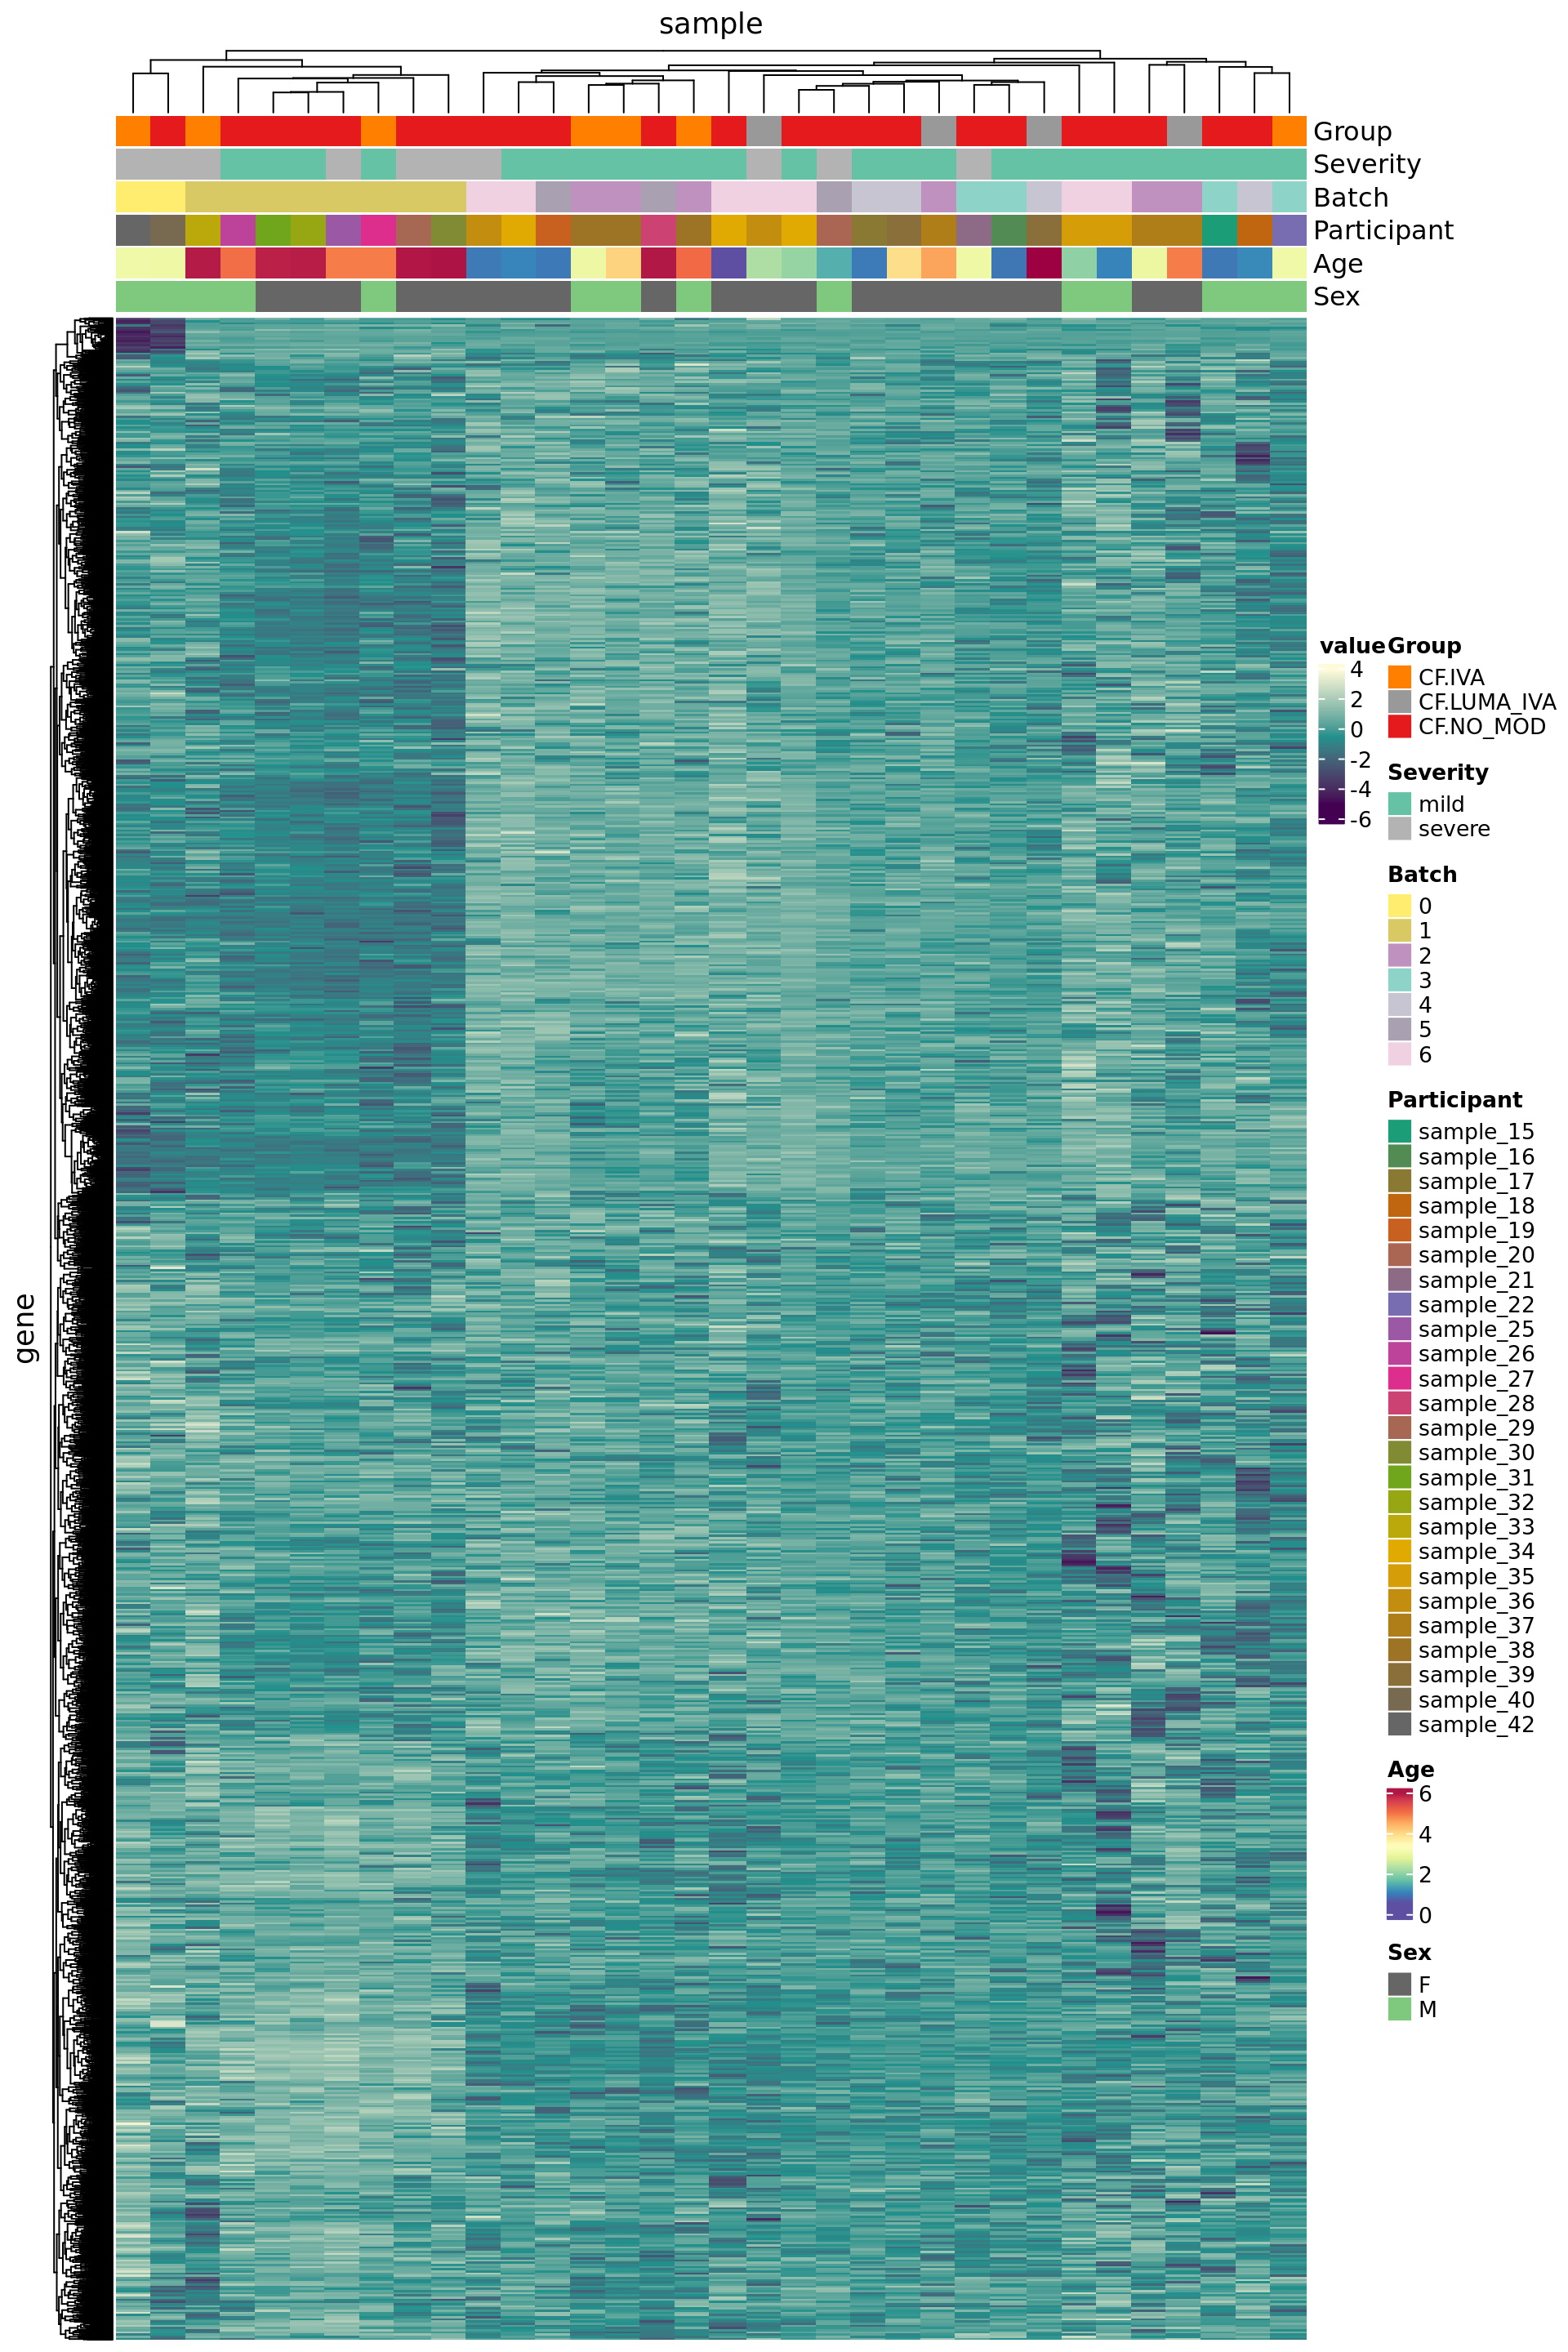 sample
Group
Severity
Batch
Participant
Age
Sex
gene
value
4
2
0
-2
-4
-6
Group
CF.IVA
CF.LUMA_IVA
CF.NO_MOD
Severity
mild
severe
Batch
0
1
2
3
4
5
6
Participant
sample_15
sample_16
sample_17
sample_18
sample_19
sample_20
sample_21
sample_22
sample_25
sample_26
sample_27
sample_28
sample_29
sample_30
sample_31
sample_32
sample_33
sample_34
sample_35
sample_36
sample_37
sample_38
sample_39
sample_40
sample_42
Age
6
4
2
0
Sex
F
M